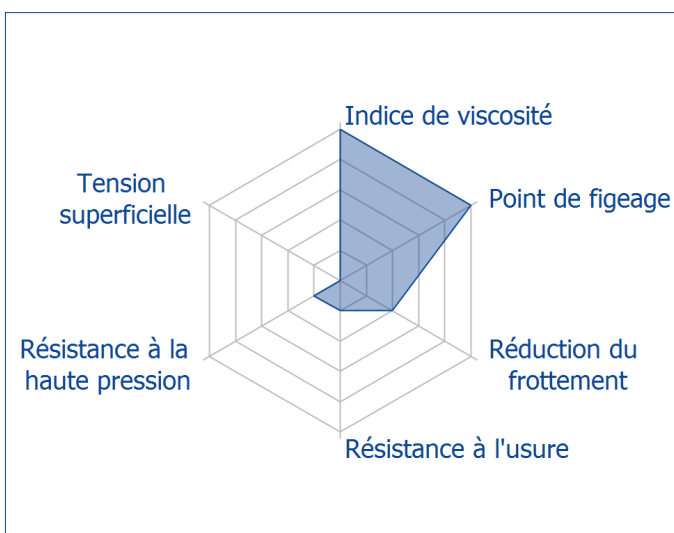 Indice de viscosité
Point de figeage
Réduction du
frottement
Résistance à l'usure
Résistance à la
haute pression
Tension
superficielle